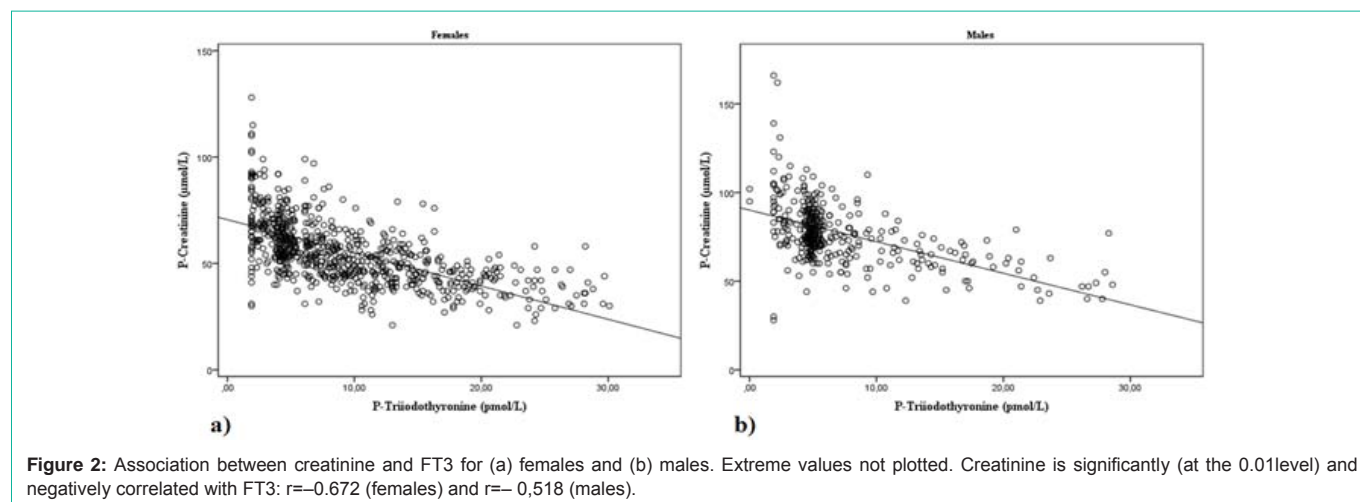 Females
150
100
50
0
P-Creatinine (µmol/L)
,00
10,00
20,00
30,00
P-Triiodothyronine (pmol/L)
a)
Males
150
100
50
0
P-Creatinine (µmol/L)
,00
10,00
20,00
30,00
P-Triiodothyronine (pmol/L)
b)
Figure 2: Association between creatinine and FT3 for (a) females and (b) males. Extreme values not plotted. Creatinine is significantly (at the 0.01level) and
negatively correlated with FT3: r=–0.672 (females) and r=– 0,518 (males).